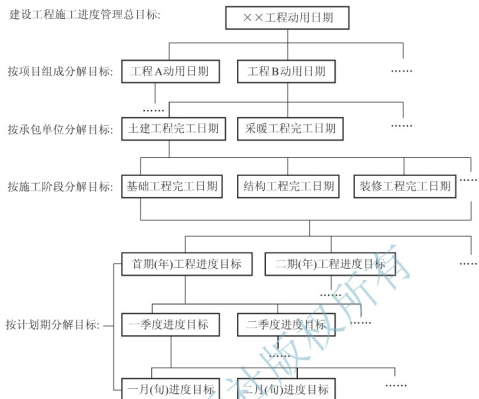 建设工程施工进度管理总目标: ××工程动用日期
按项目组成分解目标: 工程A动用日期 工程B动用日期 ……
……
按承包单位分解目标: 土建工程完工日期 采暖工程完工日期 ……
按施工阶段分解目标: 基础工程完工日期 结构工程完工日期 装修工程完工日期 ……
首期(年)工程进度目标 二期(年)工程进度目标 ……
……
按计划期分解目标: 一季度进度目标 二季度进度目标 ……
……
一月(旬)进度目标 二月(旬)进度目标 ……
社版权所有